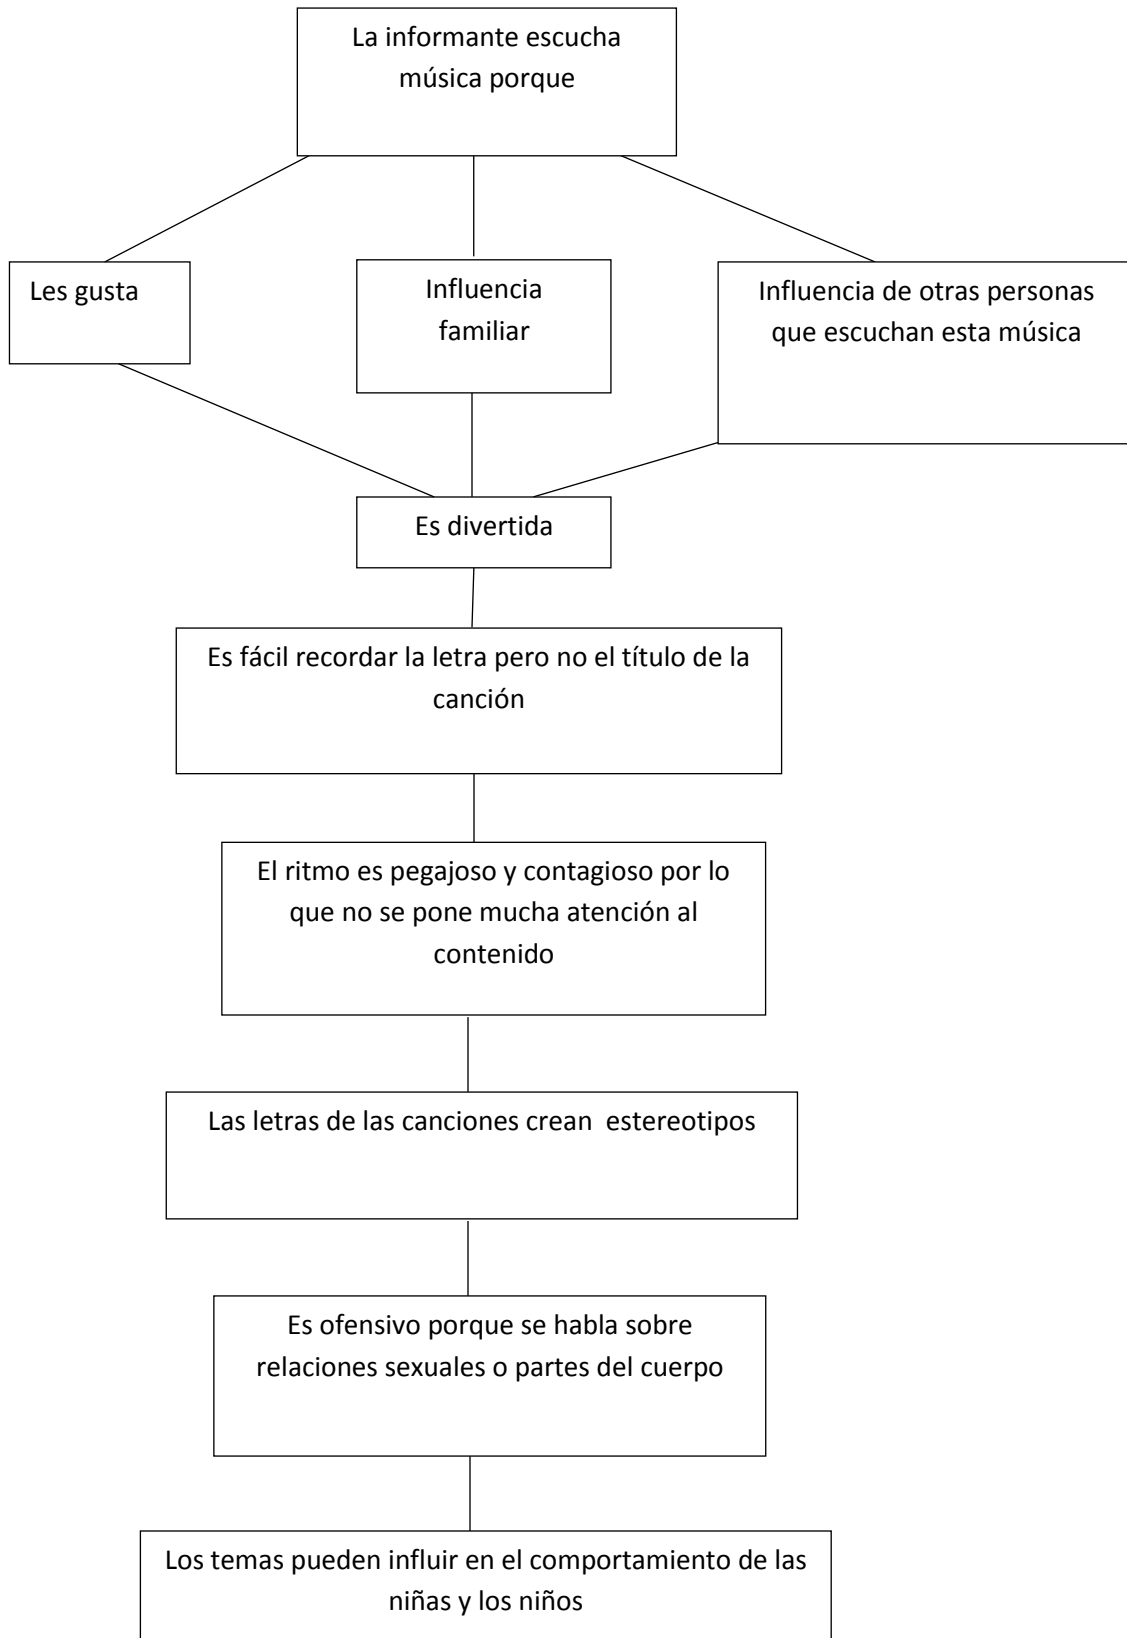 La informante escucha
música porque
Les gusta
Influencia
familiar
Influencia de otras personas
que escuchan esta música
Es divertida
Es fácil recordar la letra pero no el título de la
canción
El ritmo es pegajoso y contagioso por lo
que no se pone mucha atención al
contenido
Las letras de las canciones crean  estereotipos
Es ofensivo porque se habla sobre
relaciones sexuales o partes del cuerpo
Los temas pueden influir en el comportamiento de las
niñas y los niños